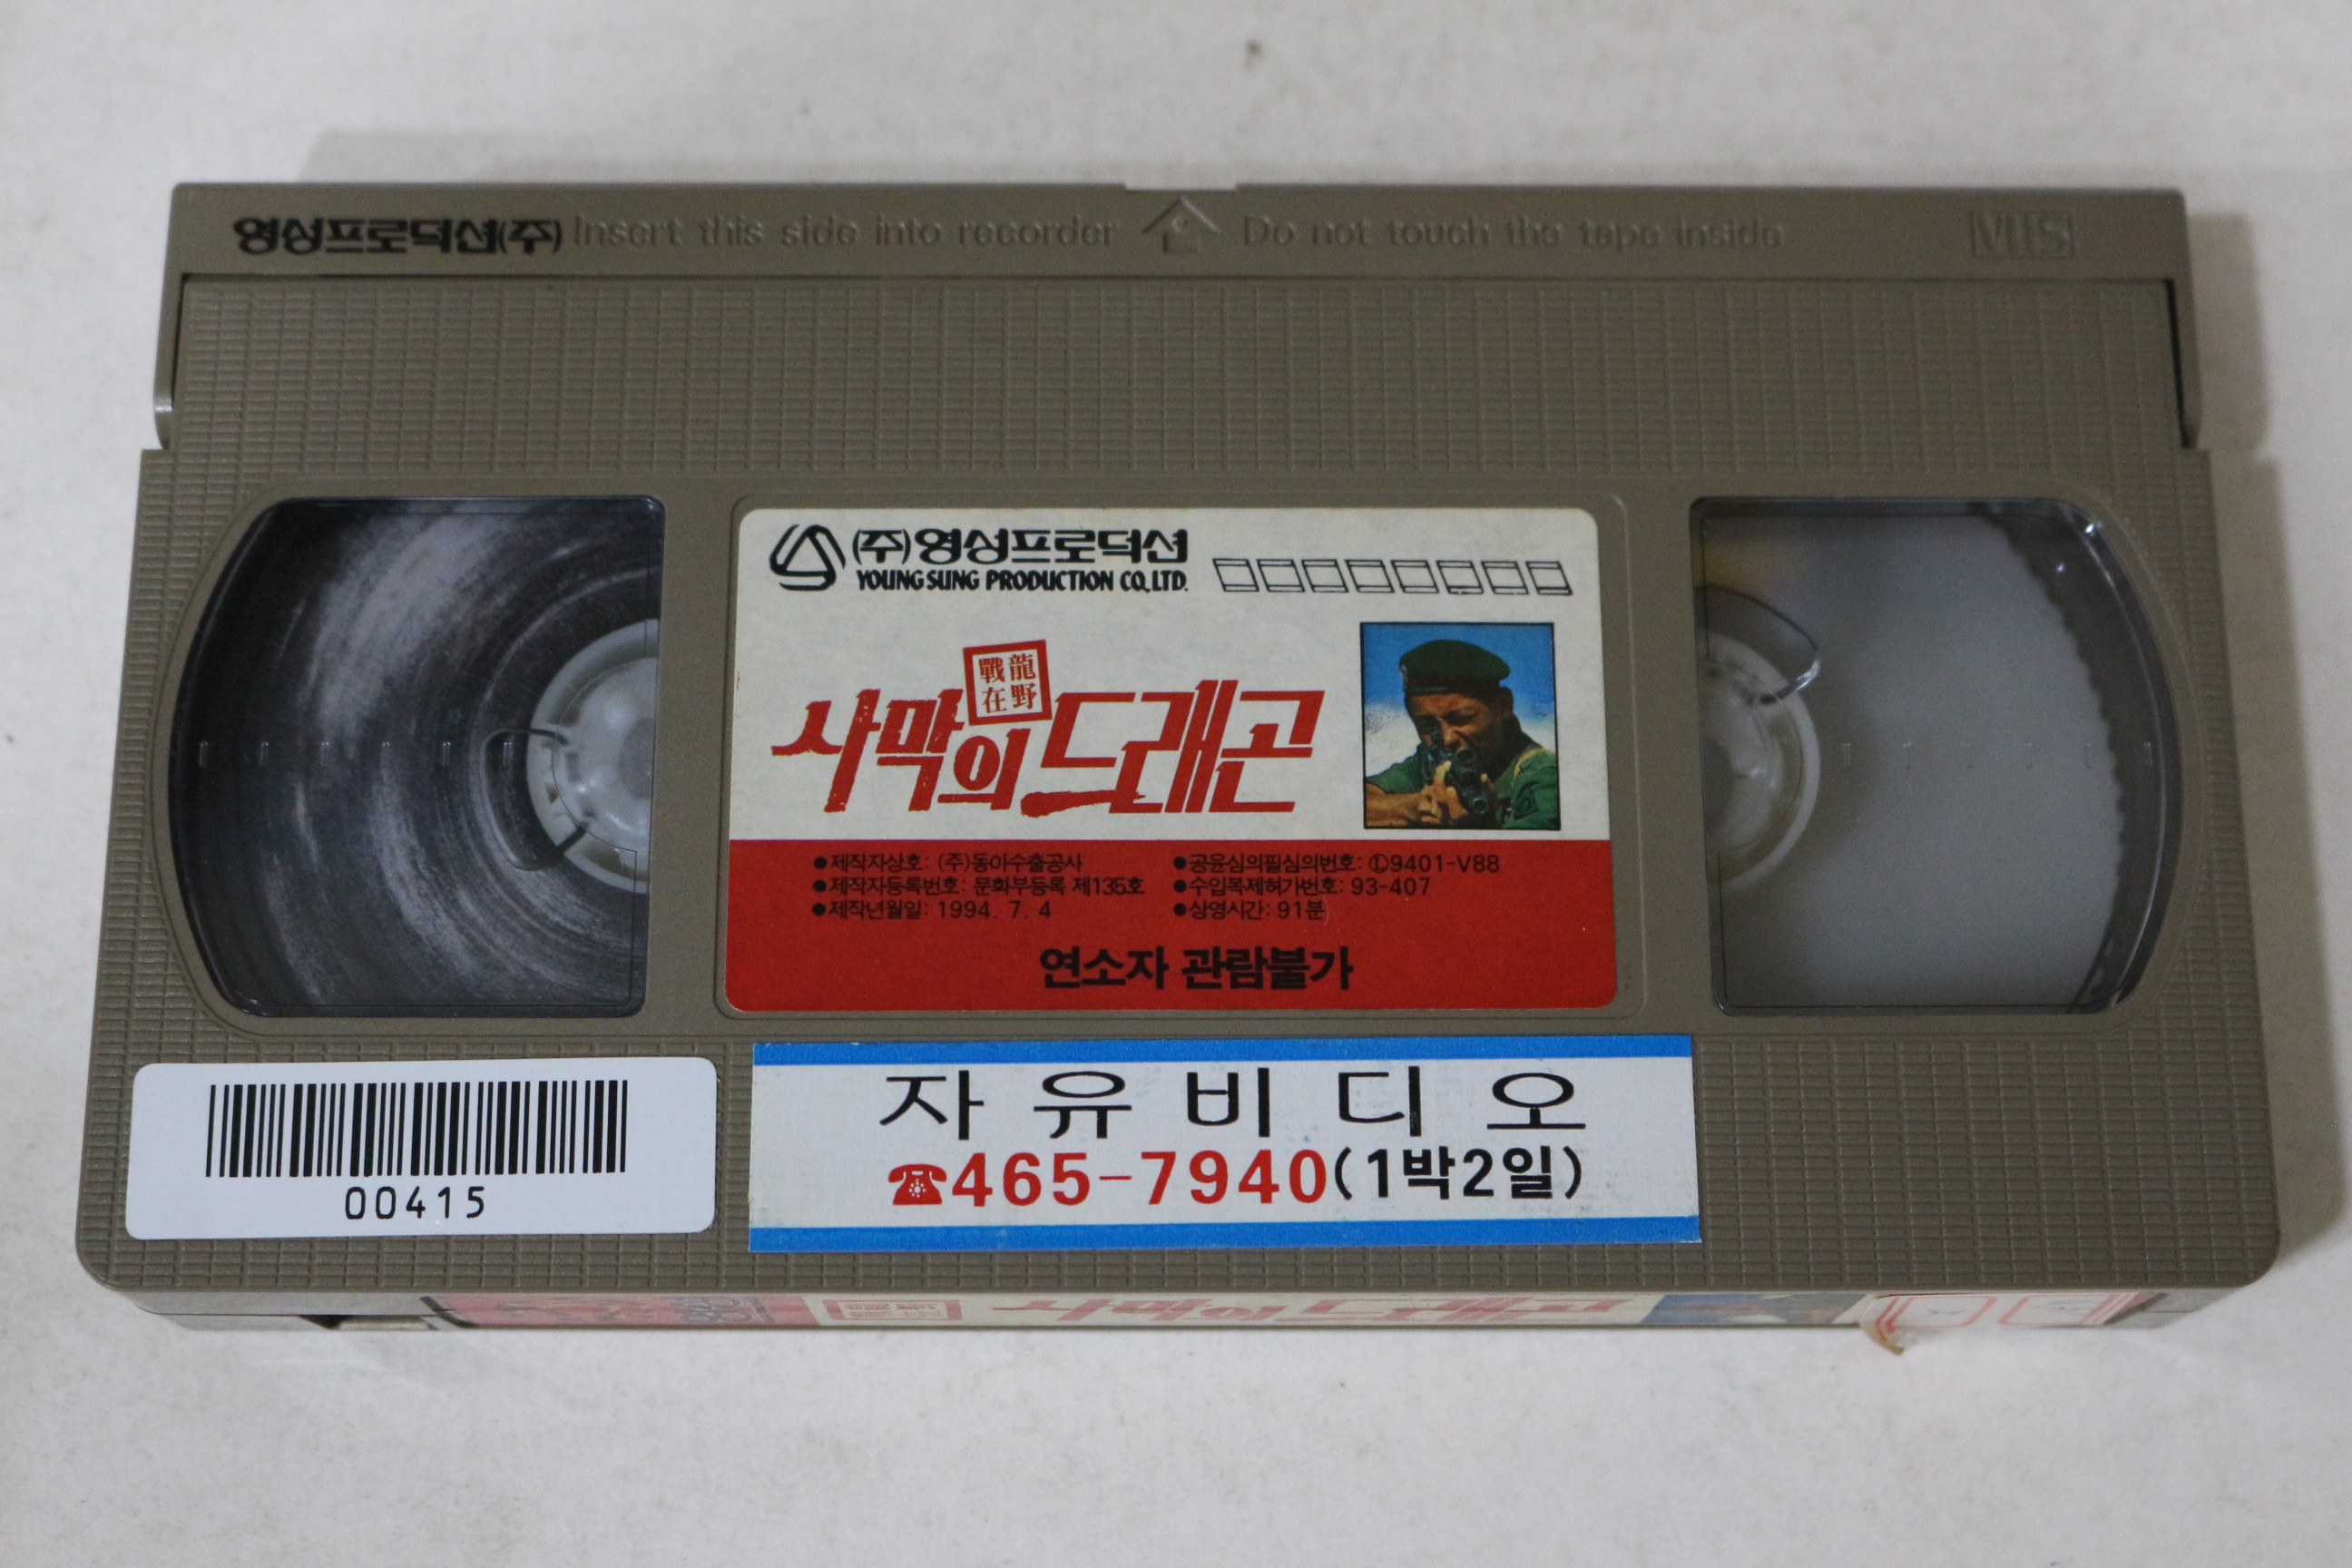 영성프로덕션(주) Insert this side into recorder Do not touch the tape inside VHS
(주)영성프로덕션
YOUNG SUNG PRODUCTION CO., LTD.
龍野
戰在
사막의 드래곤
●제작자상호: (주)동아수출공사
●제작자등록번호: 문화부등록 제135호
●제작년월일: 1994. 7. 4
●공윤심의필심의번호: Ⓛ9401-V88
●수입복제허가번호: 93-407
●상영시간: 91분
연소자 관람불가
자유비디오
☎465-7940(1박2일)
00415
사막의 드래곤